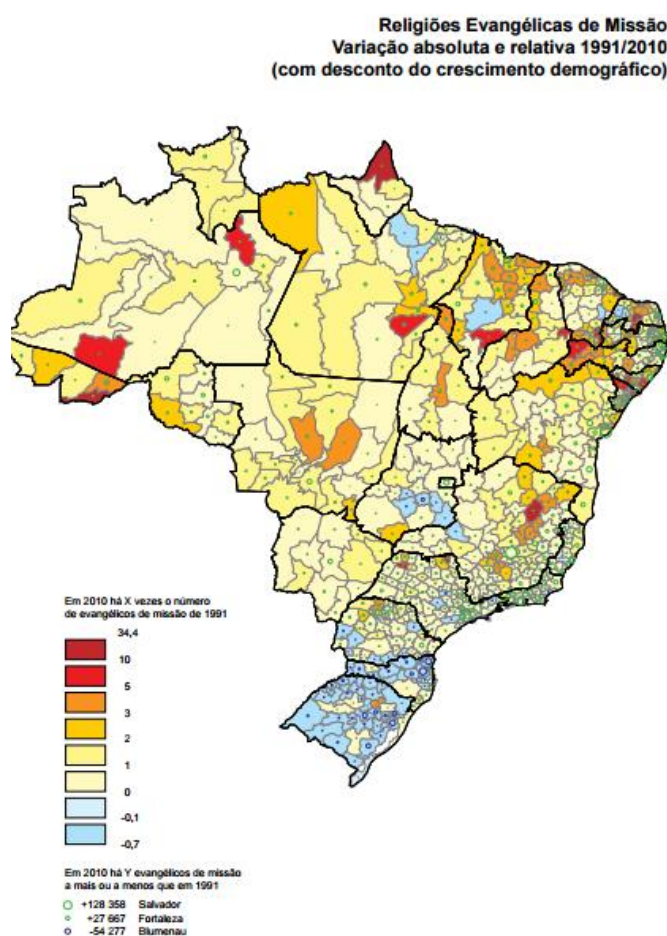 Religiões Evangélicas de Missão
Variação absoluta e relativa 1991/2010
(com desconto do crescimento demográfico)
Em 2010 há X vezes o número
de evangélicos de missão de 1991
34,4
10
5
3
2
1
0
-0,1
-0,7
Em 2010 há Y evangélicos de missão
a mais ou a menos que em 1991
+128 358 Salvador
+27 667 Fortaleza
-54 277 Blumenau